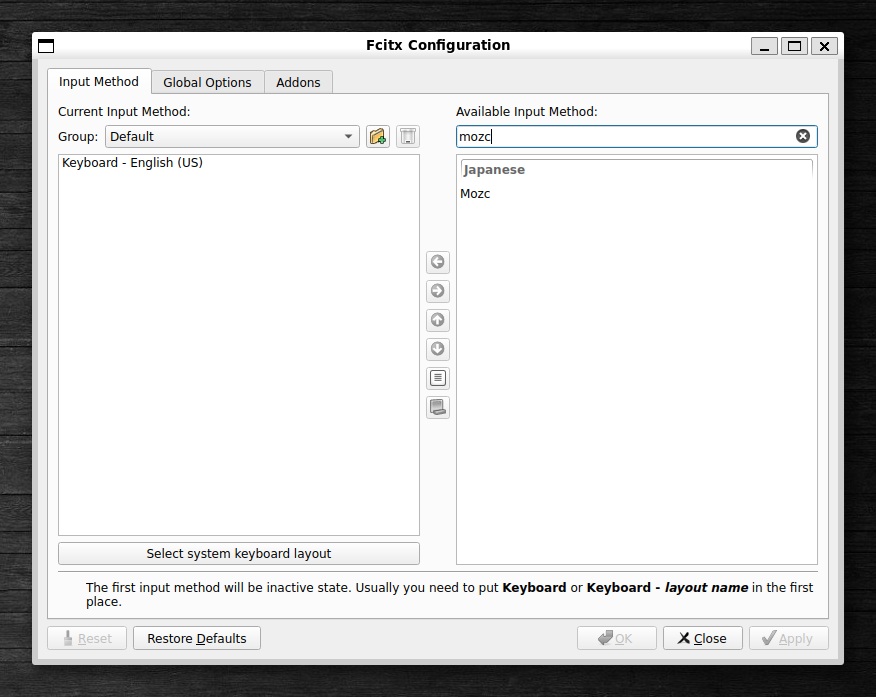 Fcitx Configuration
Input Method
Global Options
Addons
Current Input Method:
Group:
Default
Keyboard - English (US)
Select system keyboard layout
Available Input Method:
mozc
Japanese
Mozc
The first input method will be inactive state. Usually you need to put Keyboard or Keyboard - layout name in the first
place.
Reset
Restore Defaults
OK
Close
Apply